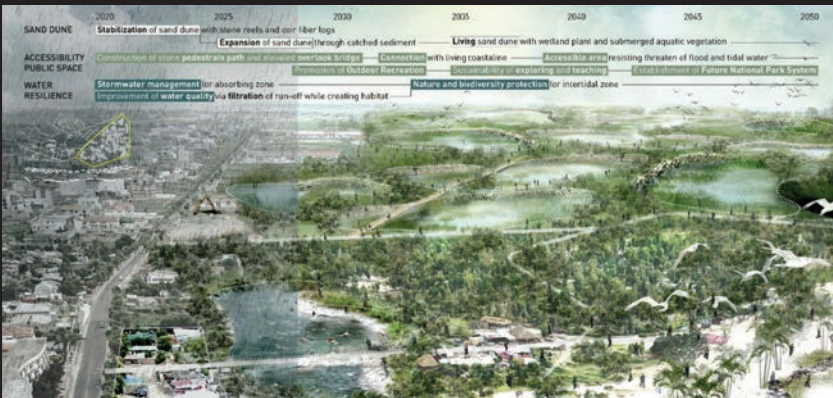 2020 2025 2030 2035 2040 2045 2050
SAND DUNE Stabilization of sand dune with stone reefs and coir fiber logs
Expansion of sand dune through catched sediment Living sand dune with wetland plant and submerged aquatic vegetation
ACCESSIBILITY Construction of stone pedestrain path and elevated overlook bridge Connection with living coastaline Accessible area resisting threaten of flood and tidal water
PUBLIC SPACE Promotion of Outdoor Recreation Sustainability of exploring and teaching Establishment of Future National Park System
WATER Stormwater management for absorbing zone Nature and biodiversity protection for intertidal zone
RESILIENCE Improvement of water quality via filtration of run-off while creating habitat